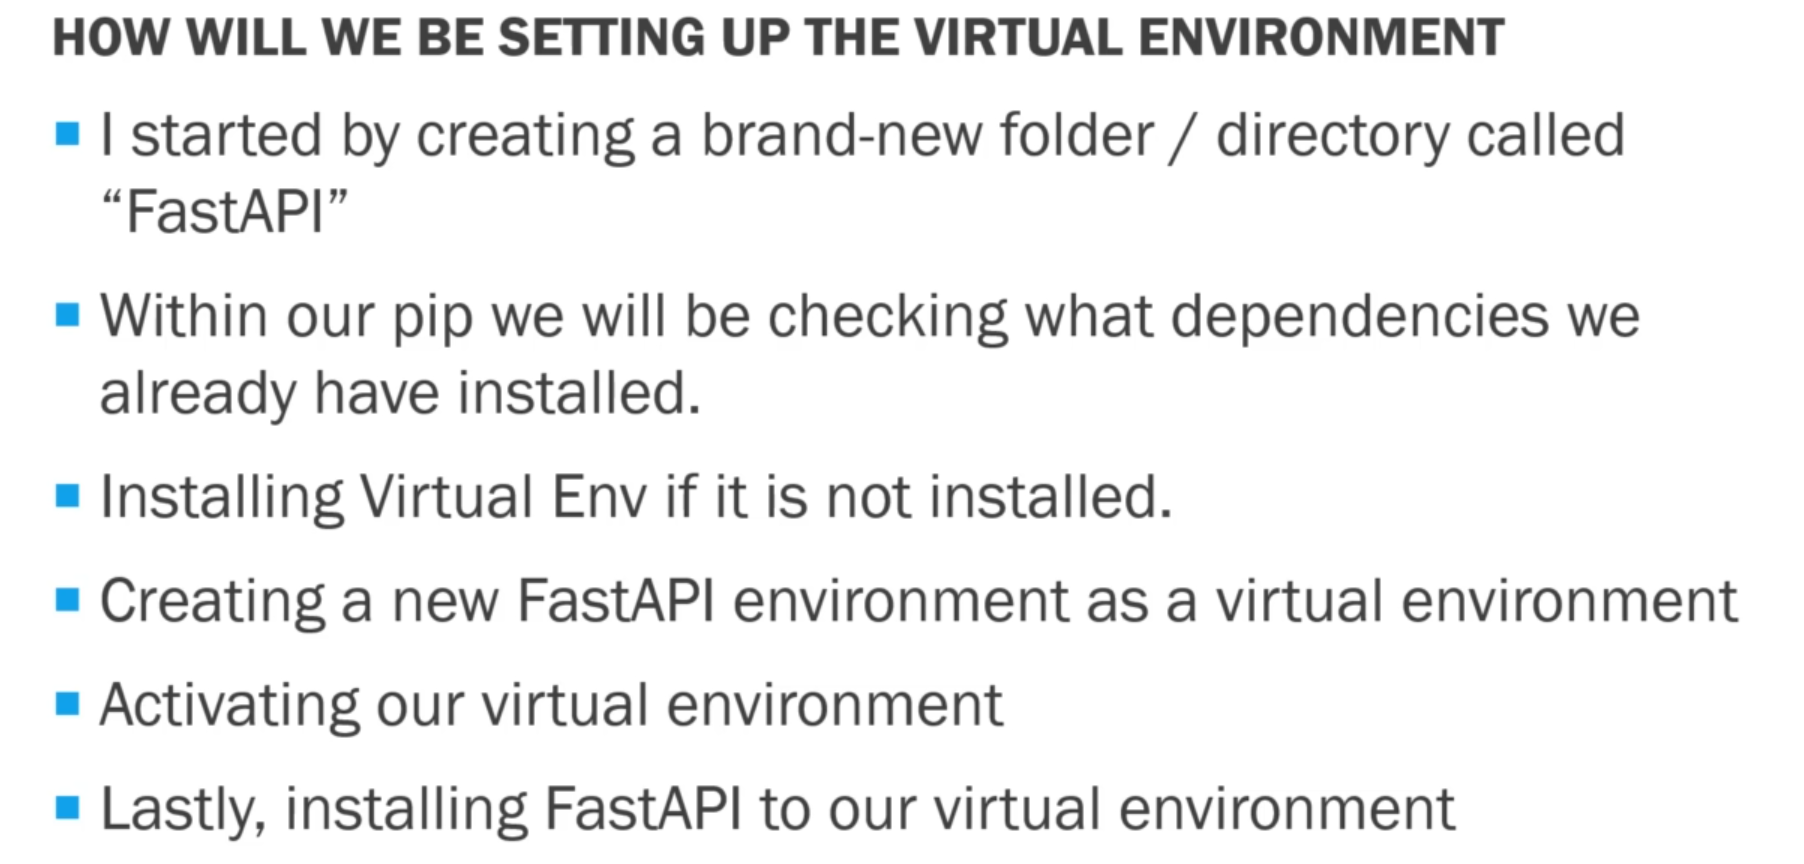 HOW WILL WE BE SETTING UP THE VIRTUAL ENVIRONMENT
I started by creating a brand-new folder / directory called
“FastAPI”
Within our pip we will be checking what dependencies we
already have installed.
Installing Virtual Env if it is not installed.
Creating a new FastAPI environment as a virtual environment
Activating our virtual environment
Lastly, installing FastAPI to our virtual environment